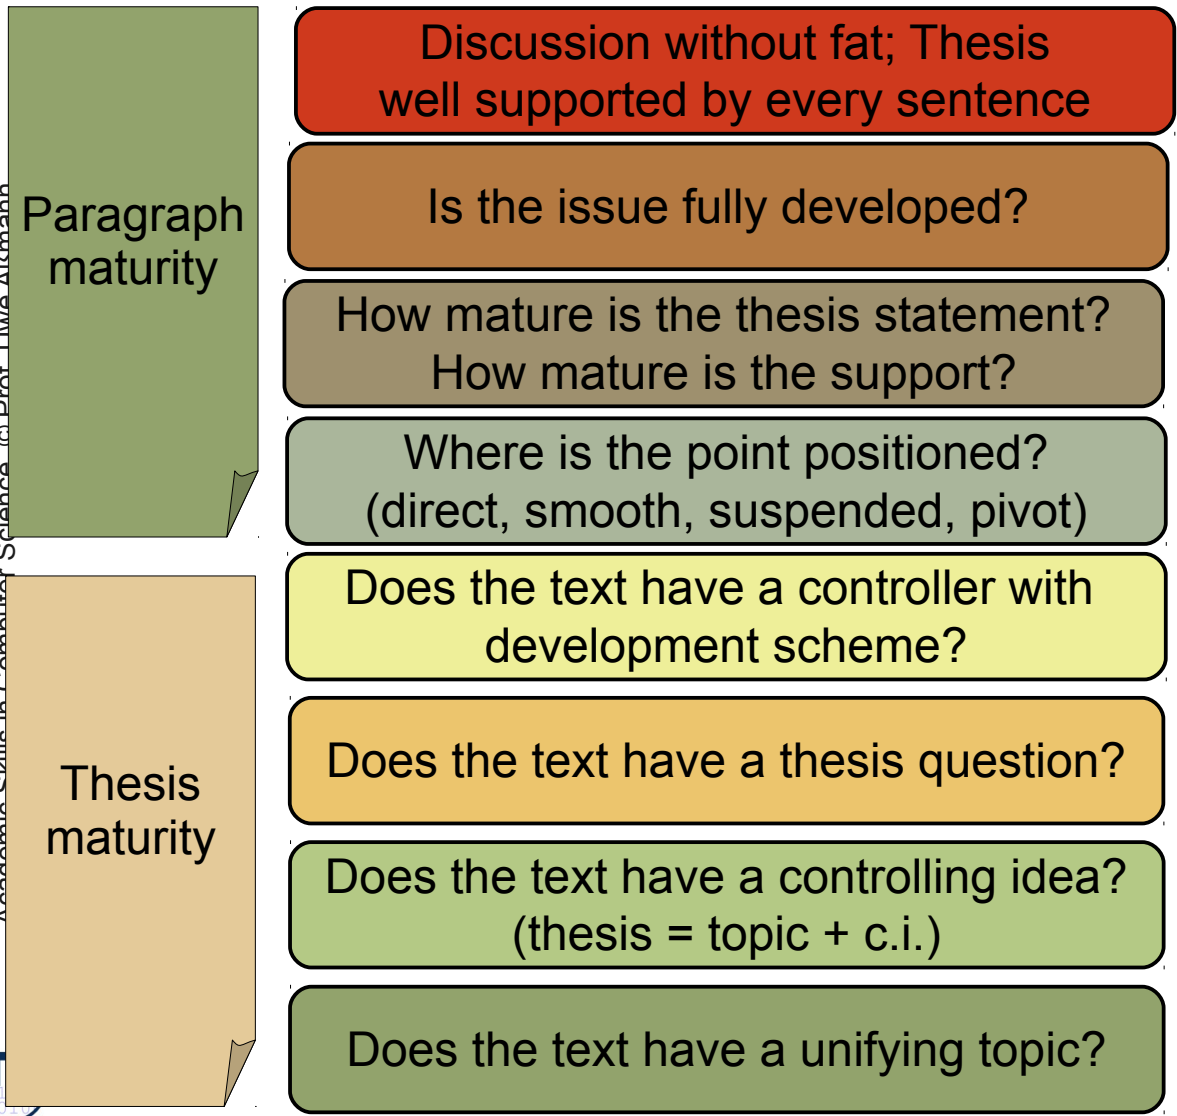 Paragraph
maturity
Discussion without fat; Thesis
well supported by every sentence
Is the issue fully developed?
How mature is the thesis statement?
How mature is the support?
Where is the point positioned?
(direct, smooth, suspended, pivot)
Thesis
maturity
Does the text have a controller with
development scheme?
Does the text have a thesis question?
Does the text have a controlling idea?
(thesis = topic + c.i.)
Does the text have a unifying topic?